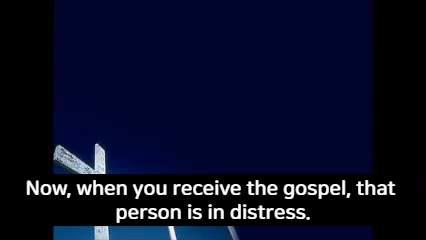 Now, when you receive the gospel, that
person is in distress.